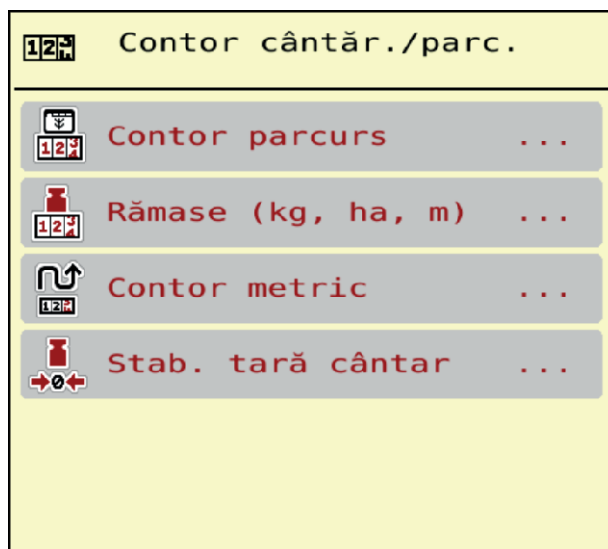 Contor cântăr./parc.
Contor parcurs ...
Rămase (kg, ha, m) ...
Contor metric ...
Stab. tară cântar ...